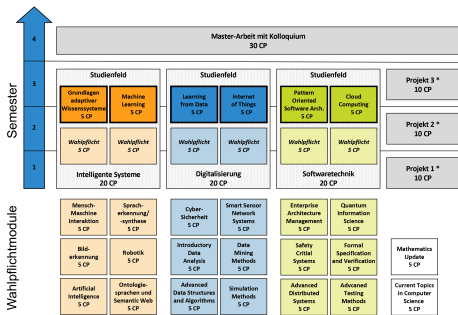 4
Master-Arbeit mit Kolloquium
30 CP
Semester
3
Studienfeld
Studienfeld
Studienfeld
Grundlagen
adaptiver
Wissenssysteme
5 CP
Machine
Learning
5 CP
Learning
from Data
5 CP
Internet
of Things
5 CP
Pattern
Oriented
Software Arch.
5 CP
Cloud
Computing
5 CP
Projekt 3 *
10 CP
2
Wahlpflicht
5 CP
Wahlpflicht
5 CP
Wahlpflicht
5 CP
Wahlpflicht
5 CP
Wahlpflicht
5 CP
Wahlpflicht
5 CP
Projekt 2 *
10 CP
1
Intelligente Systeme
20 CP
Digitalisierung
20 CP
Softwaretechnik
20 CP
Projekt 1 *
10 CP
Wahlpflichtmodule
Mensch-
Maschine
Interaktion
5 CP
Sprach-
erkennung/
-synthese
5 CP
Cyber-
Sicherheit
5 CP
Smart Sensor
Network
Systems
5 CP
Enterprise
Architecture
Management
5 CP
Quantum
Information
Science
5 CP
Bild-
erkennung
5 CP
Robotik
5 CP
Introductory
Data
Analysis
5 CP
Data
Mining
Methods
5 CP
Safety
Critial
Systems
5 CP
Formal
Specification
and Verification
5 CP
Mathematics
Update
5 CP
Artificial
Intelligence
5 CP
Ontologie-
sprachen und
Semantic Web
5 CP
Advanced
Data Structures
and Algorithms
5 CP
Simulation
Methods
5 CP
Advanced
Distributed
Systems
5 CP
Advanced
Testing
Methods
5 CP
Current Topics
in Computer
Science
5 CP